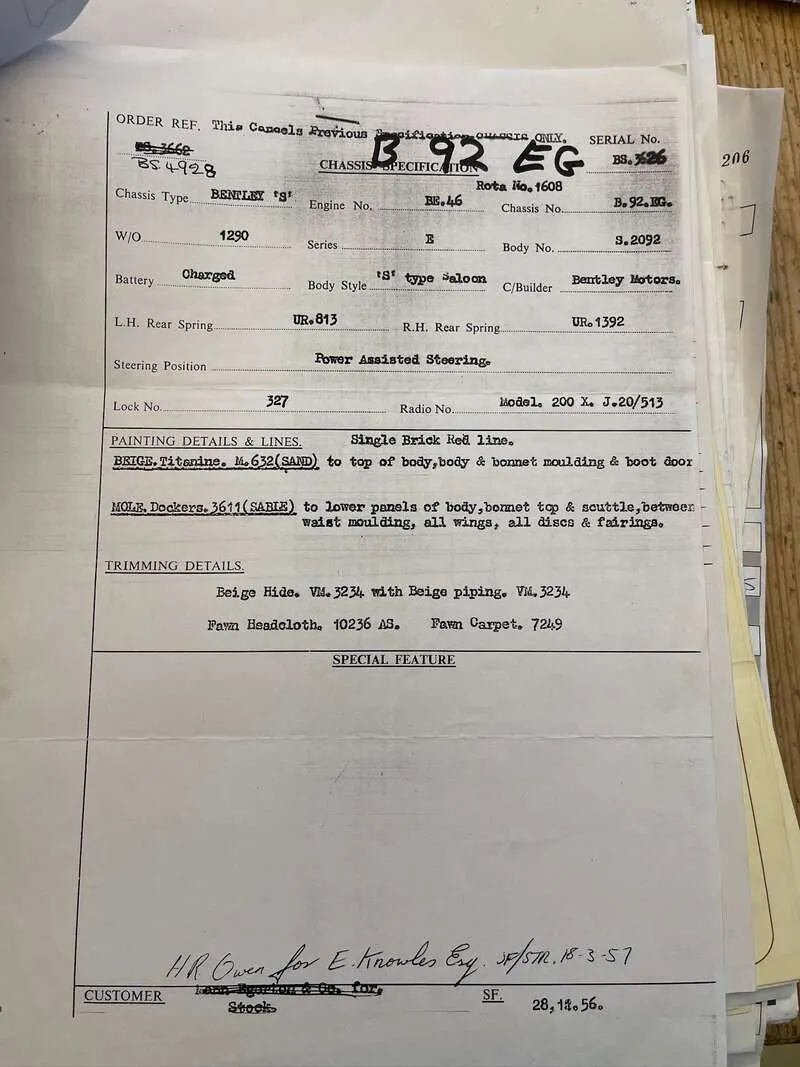 ORDER REF. This Cancels Previous Specification CHASSIS ONLY. SERIAL No.
BS.3662 BS.3626
BS.4928 B 92 EG
CHASSIS SPECIFICATION
Rota No.1608
Chassis Type BENTLEY 'S' Engine No. BE.46 Chassis No. B.92.EG.
W/O 1290 Series E Body No. S.2092
Battery Charged Body Style 'S' type Saloon C/Builder Bentley Motors.
L.H. Rear Spring UR.813 R.H. Rear Spring UR.1392
Steering Position Power Assisted Steering.
Lock No. 327 Radio No. Model. 200 X. J.20/513
PAINTING DETAILS & LINES. Single Brick Red line.
BEIGE.Titanine. M.632(SAND) to top of body,body & bonnet moulding & boot door
MOLE.Dockers.3611(SABLE) to lower panels of body,bonnet top & scuttle,between
waist moulding, all wings, all discs & fairings.
TRIMMING DETAILS.
Beige Hide. VM.3234 with Beige piping. VM.3234
Fawn Headcloth. 10236 AS. Fawn Carpet. 7249
SPECIAL FEATURE
HR Owen for E. Knowles Esq. SF/STR. 18-3-57
CUSTOMER Mann Egerton & Co. for, SF. 28,12.56.
Stock.
206